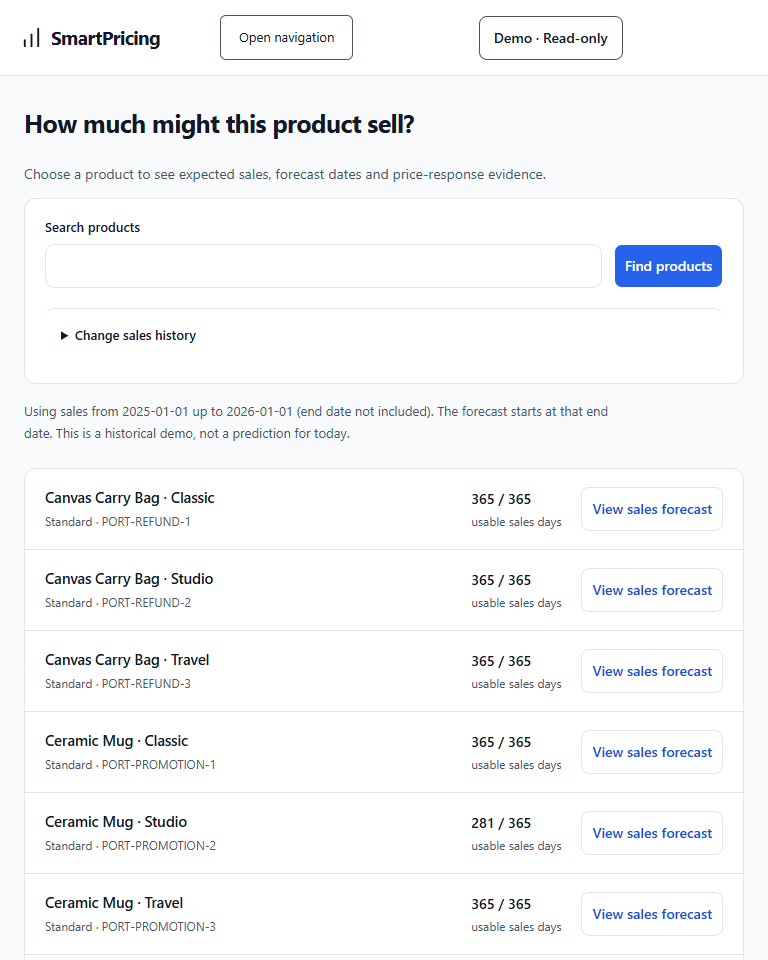 SmartPricing
Open navigation
Demo · Read-only
How much might this product sell?
Choose a product to see expected sales, forecast dates and price-response evidence.
Search products
Find products
Change sales history
Using sales from 2025-01-01 up to 2026-01-01 (end date not included). The forecast starts at that end
date. This is a historical demo, not a prediction for today.
Canvas Carry Bag · Classic
Standard · PORT-REFUND-1
365 / 365
usable sales days
View sales forecast
Canvas Carry Bag · Studio
Standard · PORT-REFUND-2
365 / 365
usable sales days
View sales forecast
Canvas Carry Bag · Travel
Standard · PORT-REFUND-3
365 / 365
usable sales days
View sales forecast
Ceramic Mug · Classic
Standard · PORT-PROMOTION-1
365 / 365
usable sales days
View sales forecast
Ceramic Mug · Studio
Standard · PORT-PROMOTION-2
281 / 365
usable sales days
View sales forecast
Ceramic Mug · Travel
Standard · PORT-PROMOTION-3
365 / 365
usable sales days
View sales forecast